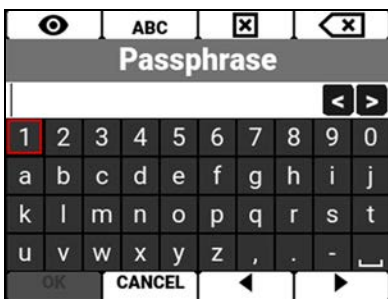 ABC
Passphrase
< >
1 2 3 4 5 6 7 8 9 0
a b c d e f g h i j
k l m n o p q r s t
u v w x y z , . -
OK CANCEL